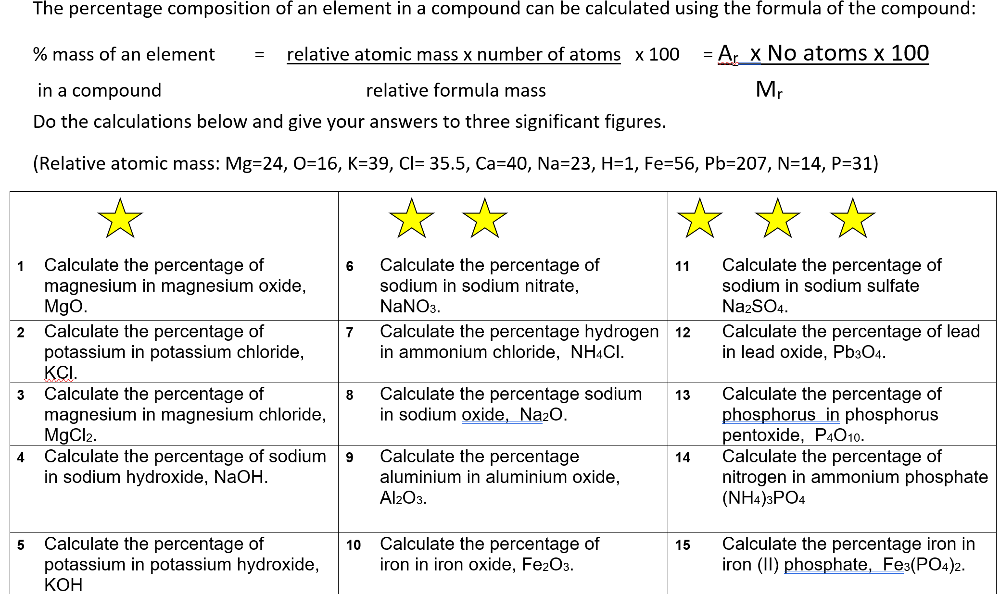 The percentage composition of an element in a compound can be calculated using the formula of the compound:
% mass of an element = relative atomic mass x number of atoms x 100 = Ar x No atoms x 100
in a compound relative formula mass Mr
Do the calculations below and give your answers to three significant figures.
(Relative atomic mass: Mg=24, O=16, K=39, Cl= 35.5, Ca=40, Na=23, H=1, Fe=56, Pb=207, N=14, P=31)
1 Calculate the percentage of
magnesium in magnesium oxide,
MgO.
6 Calculate the percentage of
sodium in sodium nitrate,
NaNO3.
11 Calculate the percentage of
sodium in sodium sulfate
Na2SO4.
2 Calculate the percentage of
potassium in potassium chloride,
KCl.
7 Calculate the percentage hydrogen
in ammonium chloride, NH4Cl.
12 Calculate the percentage of lead
in lead oxide, Pb3O4.
3 Calculate the percentage of
magnesium in magnesium chloride,
MgCl2.
8 Calculate the percentage sodium
in sodium oxide, Na2O.
13 Calculate the percentage of
phosphorus in phosphorus
pentoxide, P4O10.
4 Calculate the percentage of sodium
in sodium hydroxide, NaOH.
9 Calculate the percentage
aluminium in aluminium oxide,
Al2O3.
14 Calculate the percentage of
nitrogen in ammonium phosphate
(NH4)3PO4
5 Calculate the percentage of
potassium in potassium hydroxide,
KOH
10 Calculate the percentage of
iron in iron oxide, Fe2O3.
15 Calculate the percentage iron in
iron (II) phosphate, Fe3(PO4)2.